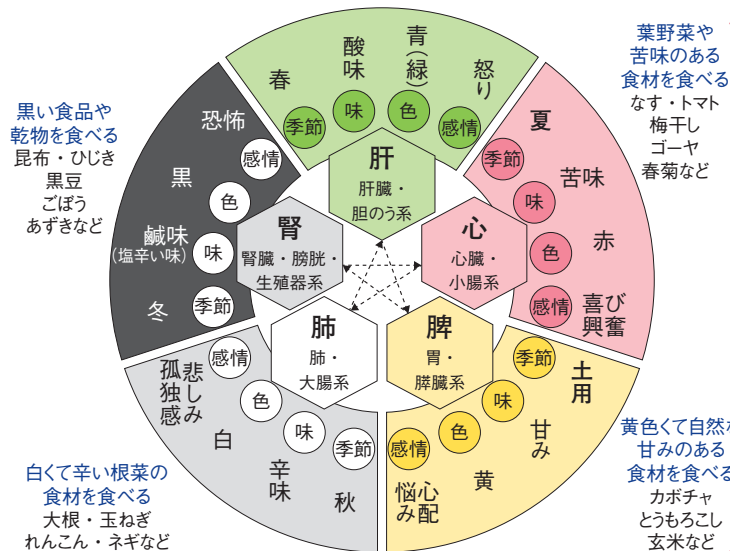 春
酸味
青(緑)
怒り
季節
味
色
感情
肝
肝臓・
胆のう系
葉野菜や
苦味のある
食材を食べる
なす・トマト
梅干し
ゴーヤ
春菊など
夏
苦味
赤
喜び
興奮
季節
味
色
感情
心
心臓・
小腸系
土用
甘み
黄
心配
悩み
季節
味
色
感情
脾
胃・
膵臓系
黄色くて自然な
甘みのある
食材を食べる
カボチャ
とうもろこし
玄米など
秋
辛味
白
悲しみ
孤独感
季節
味
色
感情
肺
肺・
大腸系
白くて辛い根菜の
食材を食べる
大根・玉ねぎ
れんこん・ネギなど
冬
鹹味
(塩辛い味)
黒
恐怖
季節
味
色
感情
腎
腎臓・膀胱・
生殖器系
黒い食品や
乾物を食べる
昆布・ひじき
黒豆
ごぼう
あずきなど